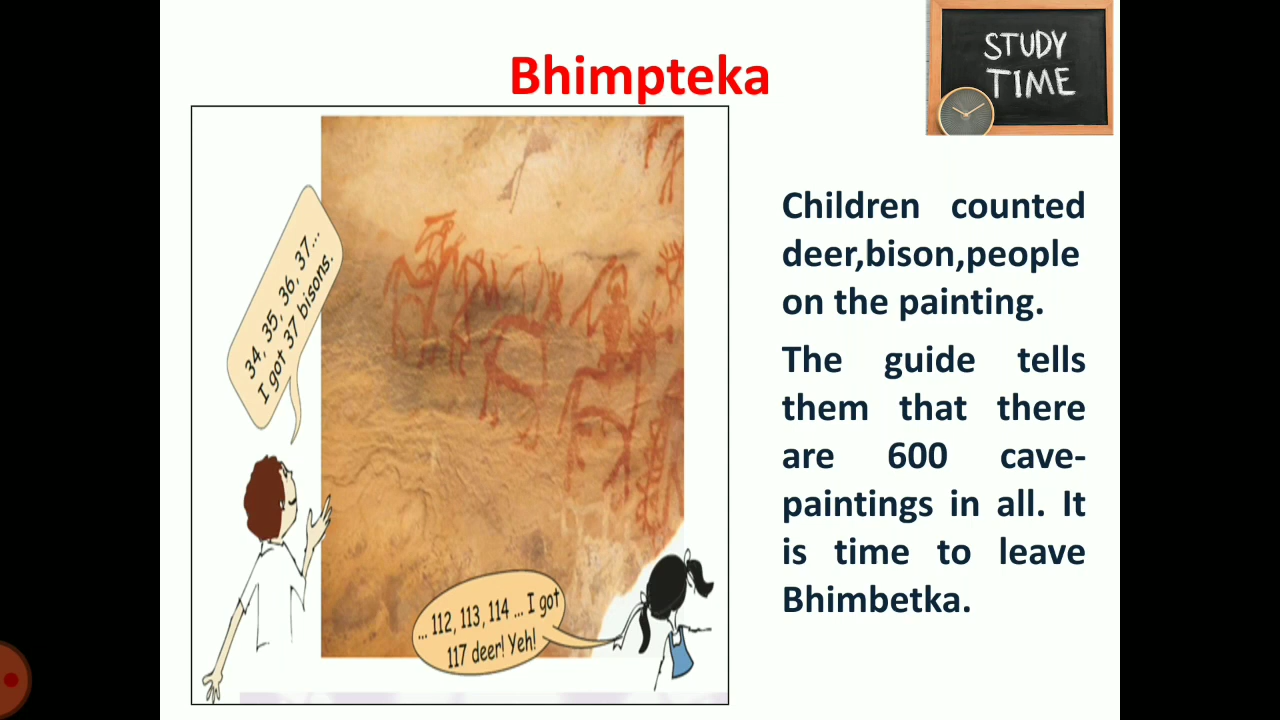 STUDY
TIME
Bhimpteka
34, 35, 36, 37...
I got 37 bisons.
... 112, 113, 114 ... I got
117 deer! Yeh!
Children counted
deer,bison,people
on the painting.
The guide tells
them that there
are 600 cave-
paintings in all. It
is time to leave
Bhimbetka.